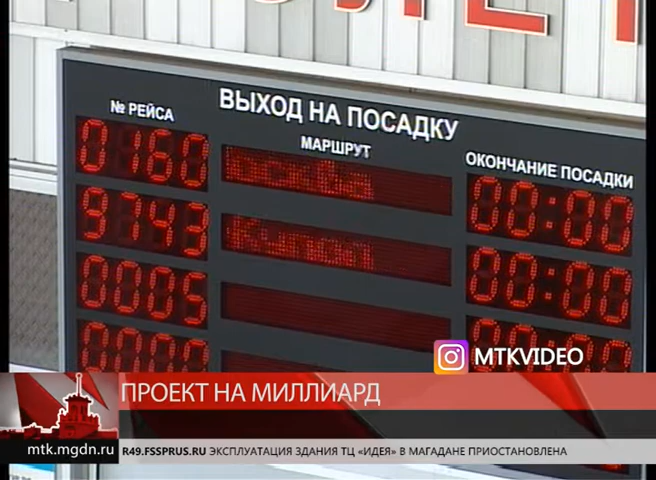 ВЫХОД НА ПОСАДКУ
№ РЕЙСА
МАРШРУТ
ОКОНЧАНИЕ ПОСАДКИ
0160
00:00
9743
00:00
0005
MTKVIDEO
ПРОЕКТ НА МИЛЛИАРД
mtk.mgdn.ru
R49.FSSPRUS.RU ЭКСПЛУАТАЦИЯ ЗДАНИЯ ТЦ «ИДЕЯ» В МАГАДАНЕ ПРИОСТАНОВЛЕНА